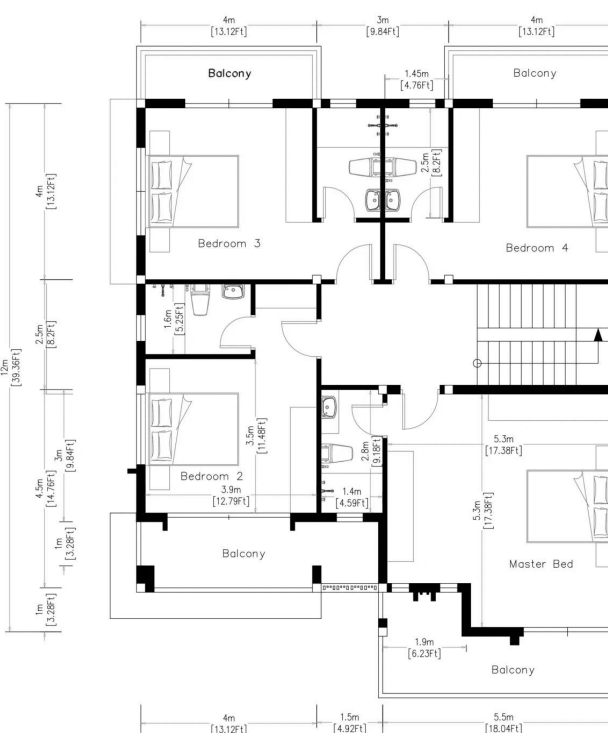 4m
[13.12Ft]
3m
[9.84Ft]
4m
[13.12Ft]
Balcony
1.45m
[4.76Ft]
Balcony
2.5m
[8.2Ft]
4m
[13.12Ft]
Bedroom 3
Bedroom 4
1.6m
[5.25Ft]
2.5m
[8.2Ft]
12m
[39.36Ft]
3.5m
[11.48Ft]
2.8m
[9.18Ft]
5.3m
[17.38Ft]
3m
[9.84Ft]
4.5m
[14.76Ft]
Bedroom 2
3.9m
[12.79Ft]
1.4m
[4.59Ft]
5.3m
[17.38Ft]
1m
[3.28Ft]
Balcony
Master Bed
1m
[3.28Ft]
1.9m
[6.23Ft]
Balcony
4m
[13.12Ft]
1.5m
[4.92Ft]
5.5m
[18.04Ft]